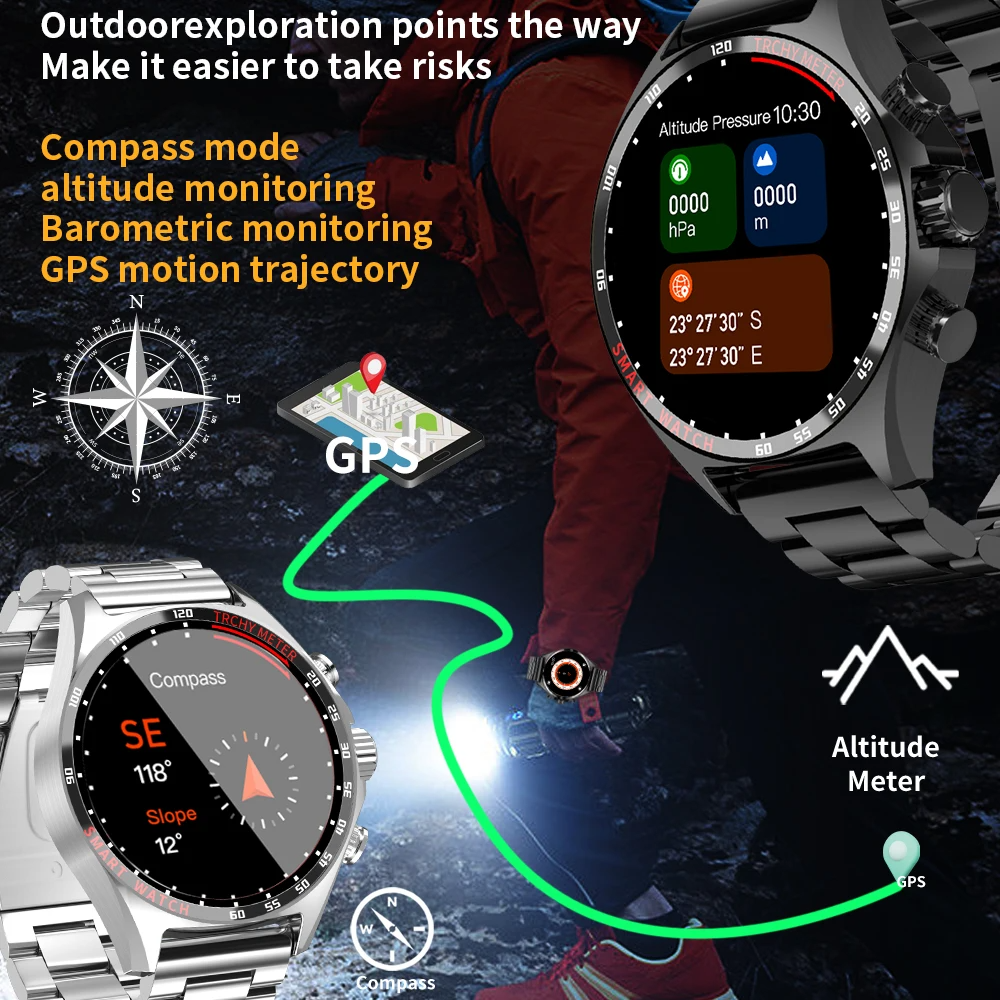 Outdoorexploration points the way
Make it easier to take risks
Compass mode
altitude monitoring
Barometric monitoring
GPS motion trajectory
120
TRCHY METER
20
25
30
35
40
45
50
55
60
SMART WATCH
90
100
110
Altitude Pressure 10:30
0000
hPa
0000
m
23° 27'30" S
23° 27'30" E
N
W
E
S
GPS
120
TRCHY METER
20
25
30
35
40
45
50
55
60
SMART WATCH
90
100
110
Compass
SE
118°
Slope
12°
Altitude
Meter
GPS
N
W
Compass